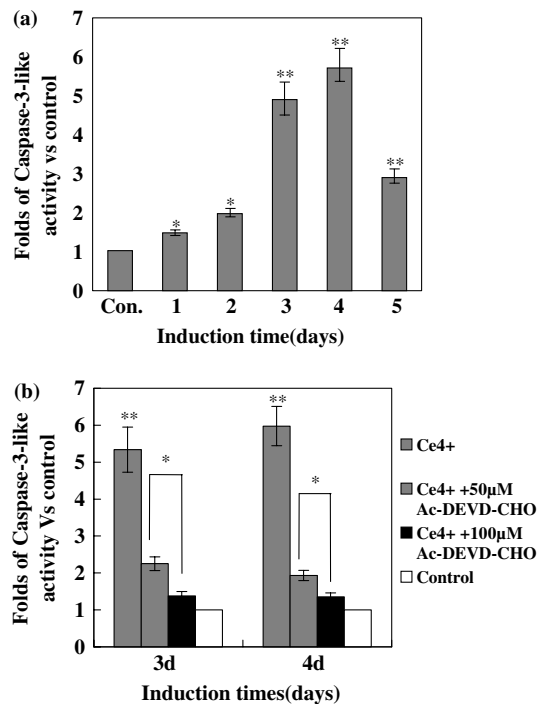 (a)
Folds of Caspase-3-like
activity vs control
7
6
5
4
3
2
1
0
**
**
**
*
*
Con. 1 2 3 4 5
Induction time(days)
(b)
Folds of Caspase-3-like
activity Vs control
7
6
5
4
3
2
1
0
**
**
*
*
3d 4d
Induction times(days)
Ce4+
Ce4+ +50μM
Ac-DEVD-CHO
Ce4+ +100μM
Ac-DEVD-CHO
Control